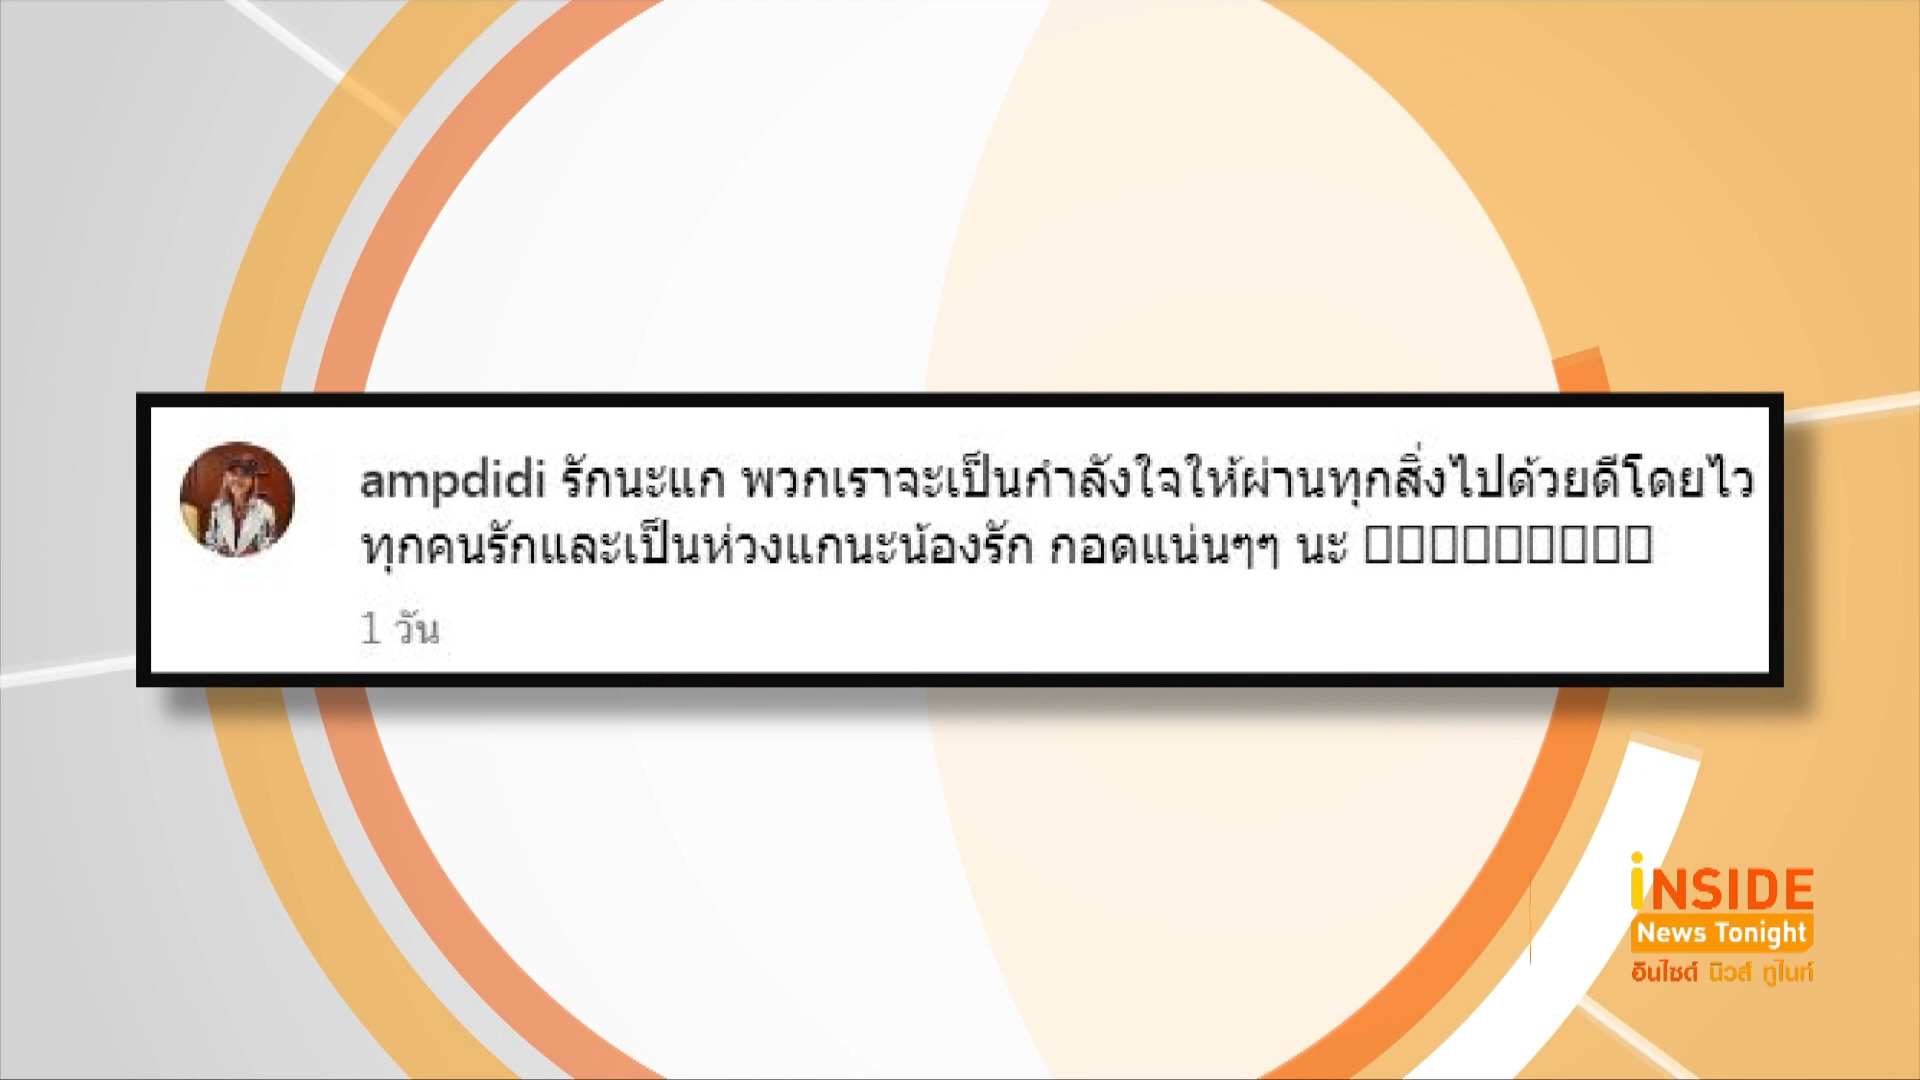 ampdidi รักนะแก พวกเราจะเป็นกำลังใจให้ผ่านทุกสิ่งไปด้วยดีโดยไว
ทุกคนรักและเป็นห่วงแกนะน้องรัก กอดแน่นๆๆ นะ
1 วัน
iNSIDE
News Tonight
อินไซด์ นิวส์ ทูไนท์